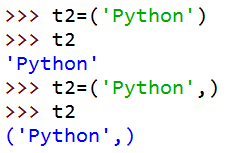 >>> t2=('Python')
>>> t2
'Python'
>>> t2=('Python',)
>>> t2
('Python',)